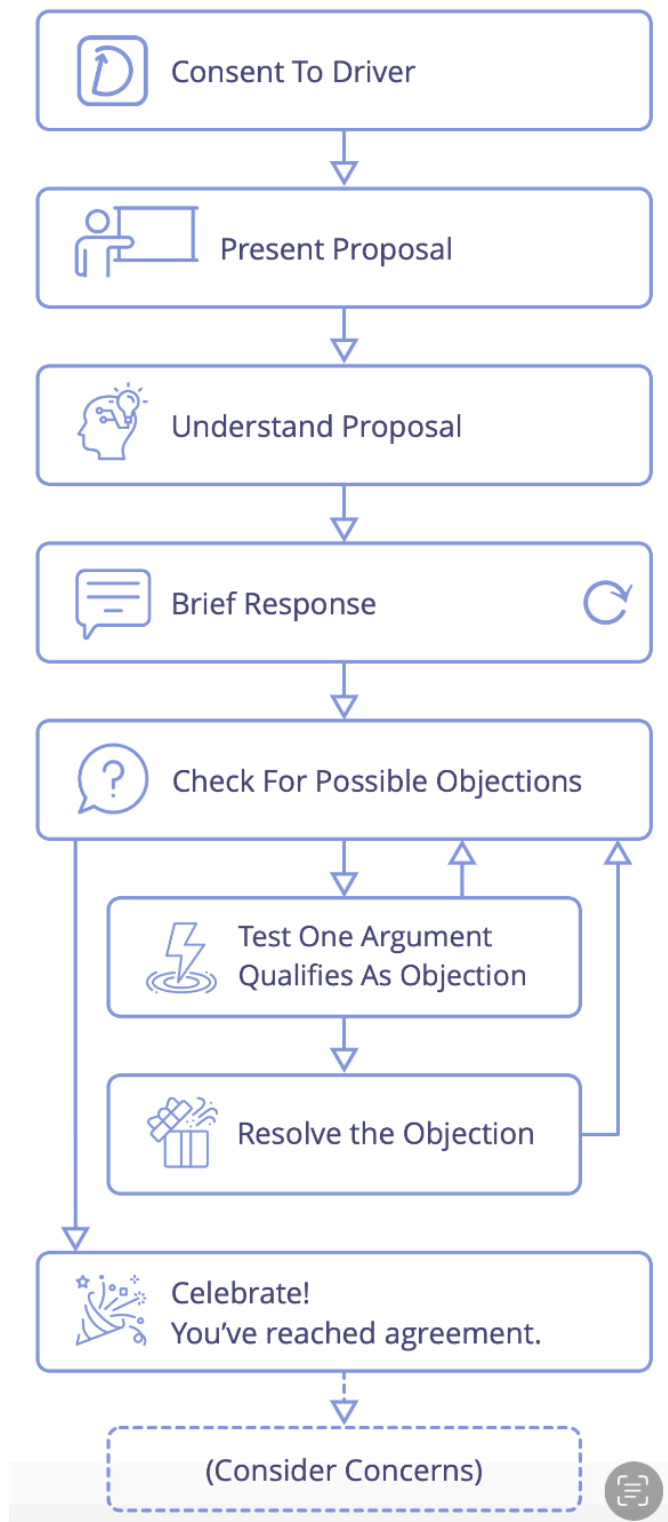 Consent To Driver
Present Proposal
Understand Proposal
Brief Response
Check For Possible Objections
Test One Argument
Qualifies As Objection
Resolve the Objection
Celebrate!
You’ve reached agreement.
(Consider Concerns)